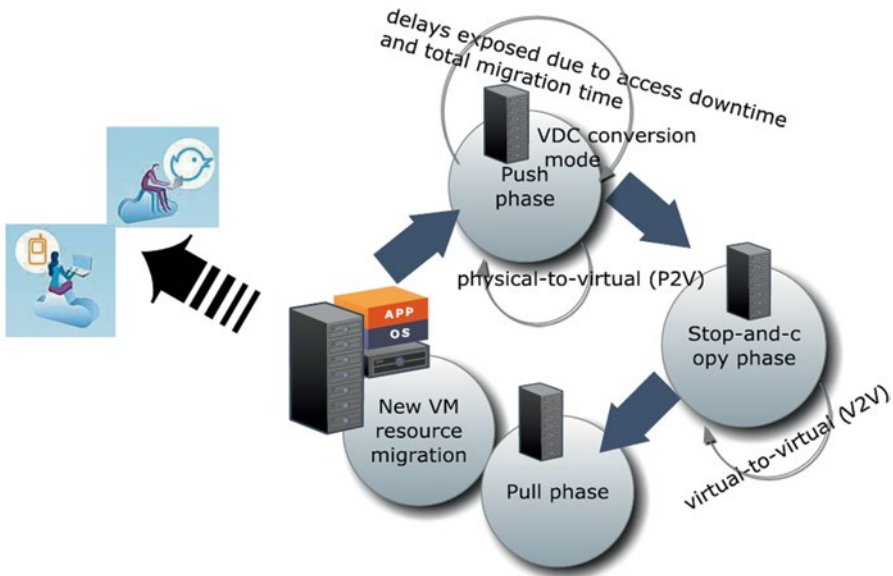 delays exposed due to access downtime
and total migration time
VDC conversion
mode
Push
phase
physical-to-virtual (P2V)
APP
OS
Stop-and-c
opy phase
New VM
resource
migration
Pull phase
virtual-to-virtual (V2V).